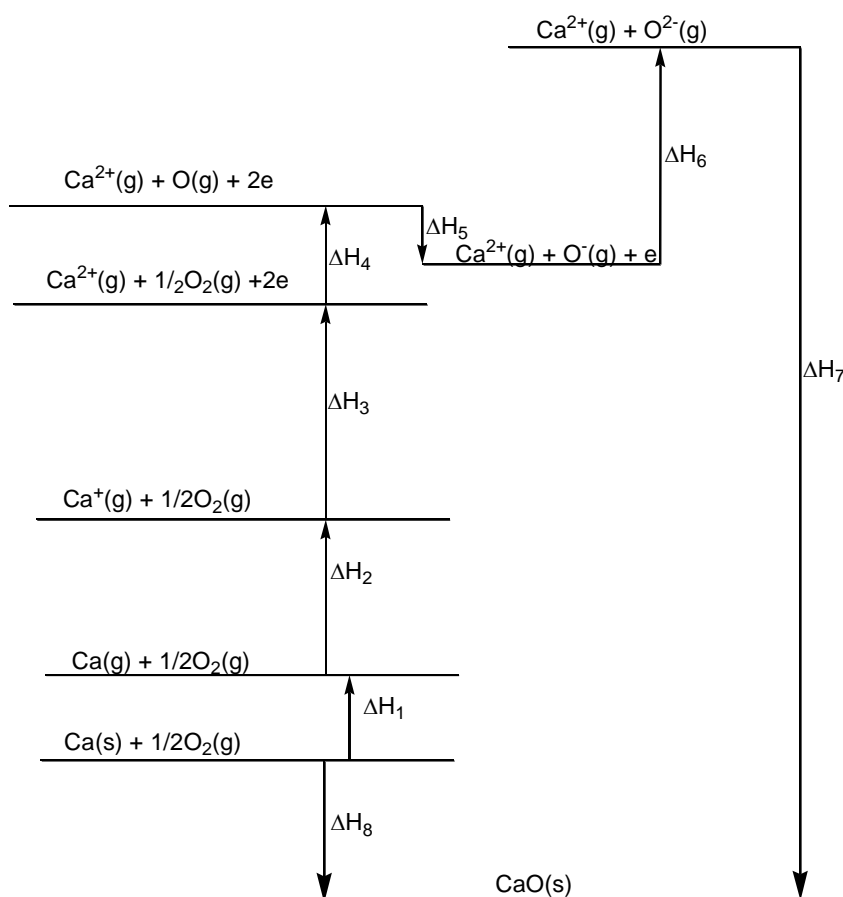 Ca²⁺(g) + O²⁻(g)
ΔH₆
Ca²⁺(g) + O(g) + 2e
ΔH₅
Ca²⁺(g) + O⁻(g) + e
ΔH₄
Ca²⁺(g) + 1/₂O₂(g) +2e
ΔH₇
ΔH₃
Ca⁺(g) + 1/2O₂(g)
ΔH₂
Ca(g) + 1/2O₂(g)
ΔH₁
Ca(s) + 1/2O₂(g)
ΔH₈
CaO(s)